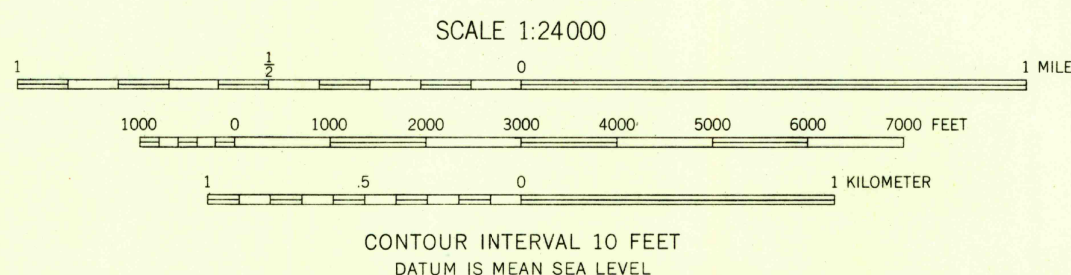 SCALE 1:24000
1 1/2 0 1 MILE
1000 0 1000 2000 3000 4000 5000 6000 7000 FEET
1 .5 0 1 KILOMETER
CONTOUR INTERVAL 10 FEET
DATUM IS MEAN SEA LEVEL